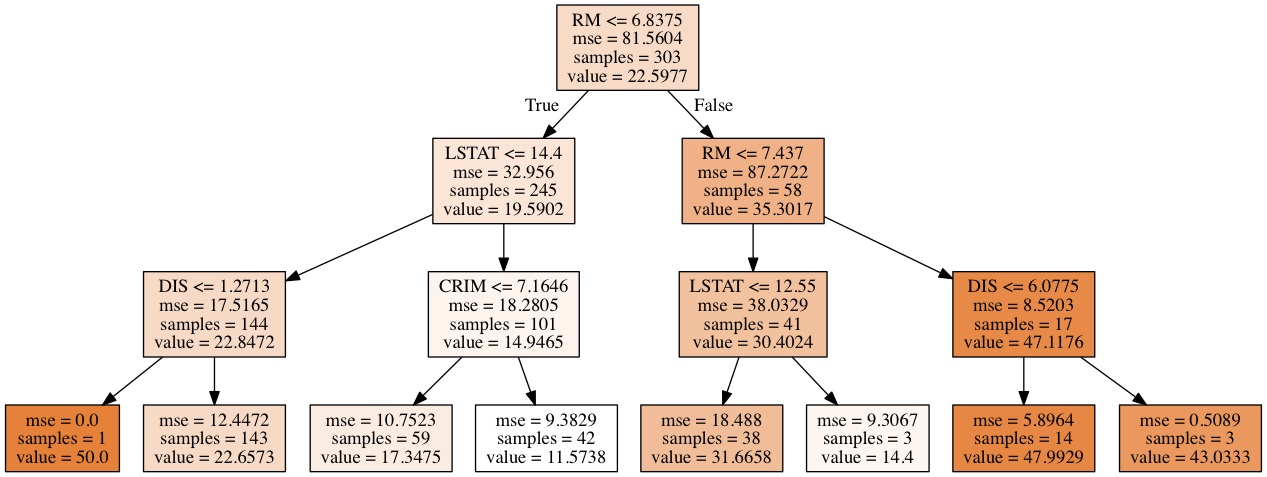 RM <= 6.8375
mse = 81.5604
samples = 303
value = 22.5977
True
False
LSTAT <= 14.4
mse = 32.956
samples = 245
value = 19.5902
RM <= 7.437
mse = 87.2722
samples = 58
value = 35.3017
DIS <= 1.2713
mse = 17.5165
samples = 144
value = 22.8472
CRIM <= 7.1646
mse = 18.2805
samples = 101
value = 14.9465
LSTAT <= 12.55
mse = 38.0329
samples = 41
value = 30.4024
DIS <= 6.0775
mse = 8.5203
samples = 17
value = 47.1176
mse = 0.0
samples = 1
value = 50.0
mse = 12.4472
samples = 143
value = 22.6573
mse = 10.7523
samples = 59
value = 17.3475
mse = 9.3829
samples = 42
value = 11.5738
mse = 18.488
samples = 38
value = 31.6658
mse = 9.3067
samples = 3
value = 14.4
mse = 5.8964
samples = 14
value = 47.9929
mse = 0.5089
samples = 3
value = 43.0333